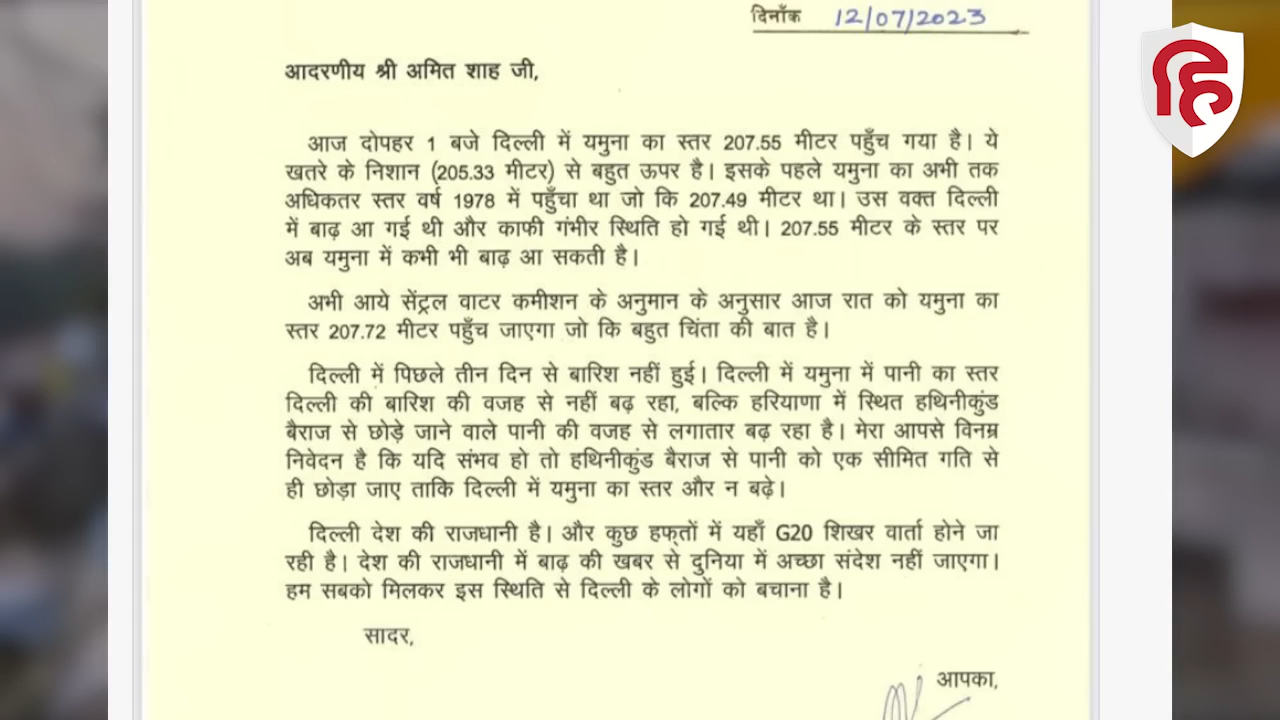 दिनाँक 12/07/2023
आदरणीय श्री अमित शाह जी,
आज दोपहर 1 बजे दिल्ली में यमुना का स्तर 207.55 मीटर पहुँच गया है। ये
खतरे के निशान (205.33 मीटर) से बहुत ऊपर है। इसके पहले यमुना का अभी तक
अधिकतर स्तर वर्ष 1978 में पहुँचा था जो कि 207.49 मीटर था। उस वक्त दिल्ली
में बाढ़ आ गई थी और काफी गंभीर स्थिति हो गई थी। 207.55 मीटर के स्तर पर
अब यमुना में कभी भी बाढ़ आ सकती है।
अभी आये सेंट्रल वाटर कमीशन के अनुमान के अनुसार आज रात को यमुना का
स्तर 207.72 मीटर पहुँच जाएगा जो कि बहुत चिंता की बात है।
दिल्ली में पिछले तीन दिन से बारिश नहीं हुई। दिल्ली में यमुना में पानी का स्तर
दिल्ली की बारिश की वजह से नहीं बढ़ रहा, बल्कि हरियाणा में स्थित हथिनीकुंड
बैराज से छोड़े जाने वाले पानी की वजह से लगातार बढ़ रहा है। मेरा आपसे विनम्र
निवेदन है कि यदि संभव हो तो हथिनीकुंड बैराज से पानी को एक सीमित गति से
ही छोड़ा जाए ताकि दिल्ली में यमुना का स्तर और न बढ़े।
दिल्ली देश की राजधानी है। और कुछ हफ्तों में यहाँ G20 शिखर वार्ता होने जा
रही है। देश की राजधानी में बाढ़ की खबर से दुनिया में अच्छा संदेश नहीं जाएगा।
हम सबको मिलकर इस स्थिति से दिल्ली के लोगों को बचाना है।
सादर,
आपका,
हि